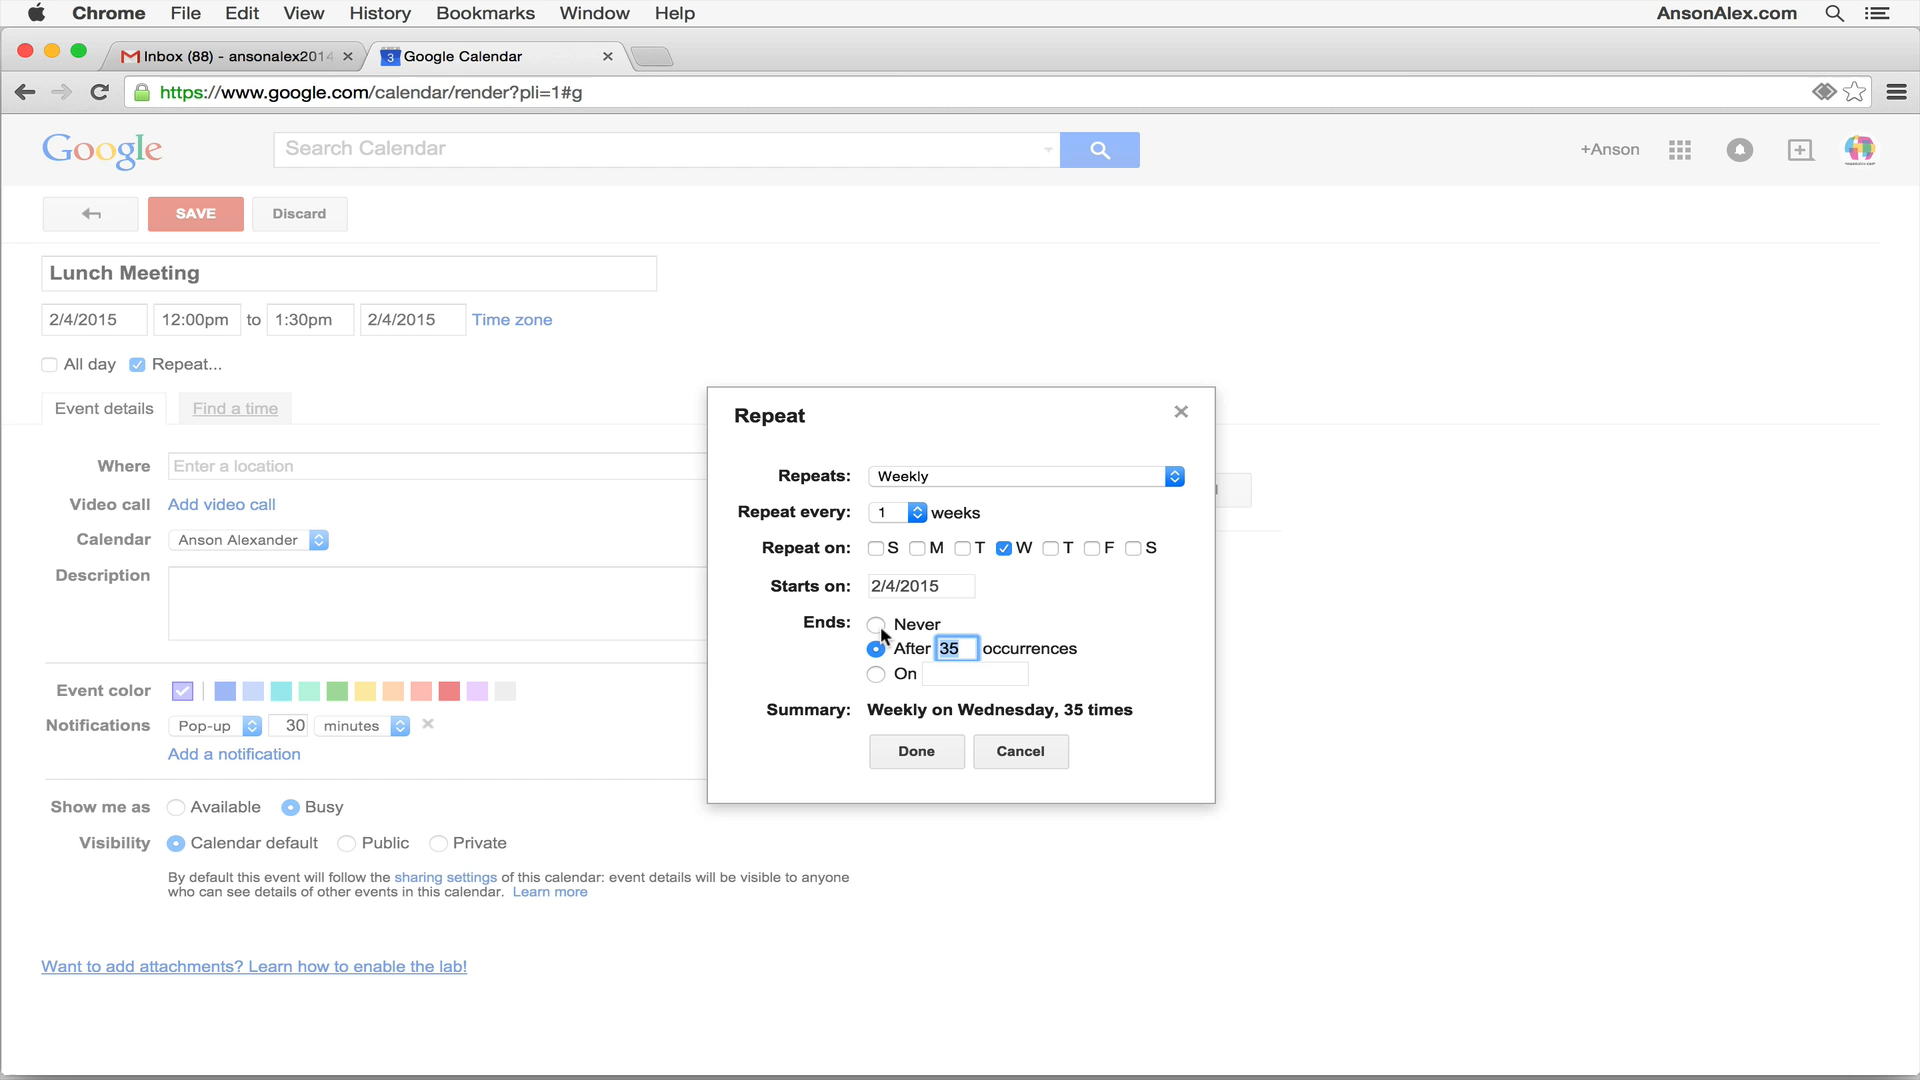 Chrome File Edit View History Bookmarks Window Help AnsonAlex.com
Inbox (88) - ansonalex2014 Google Calendar
https://www.google.com/calendar/render?pli=1#g
Google Search Calendar +Anson
SAVE Discard
Lunch Meeting
2/4/2015 12:00pm to 1:30pm 2/4/2015 Time zone
All day Repeat...
Event details Find a time
Where Enter a location
Video call Add video call
Calendar Anson Alexander
Description
Event color
Notifications Pop-up 30 minutes
Add a notification
Show me as Available Busy
Visibility Calendar default Public Private
By default this event will follow the sharing settings of this calendar: event details will be visible to anyone
who can see details of other events in this calendar. Learn more
Want to add attachments? Learn how to enable the lab!
Repeat
Repeats: Weekly
Repeat every: 1 weeks
Repeat on: S M T W T F S
Starts on: 2/4/2015
Ends: Never
After 35 occurrences
On
Summary: Weekly on Wednesday, 35 times
Done Cancel